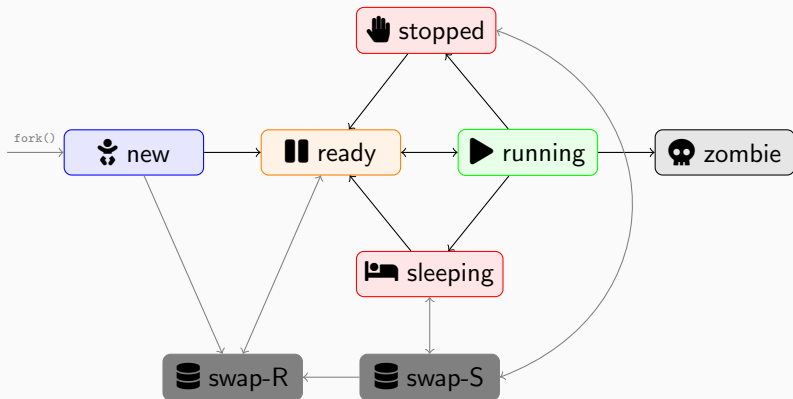 stopped
fork()
new
ready
running
zombie
sleeping
swap-R
swap-S